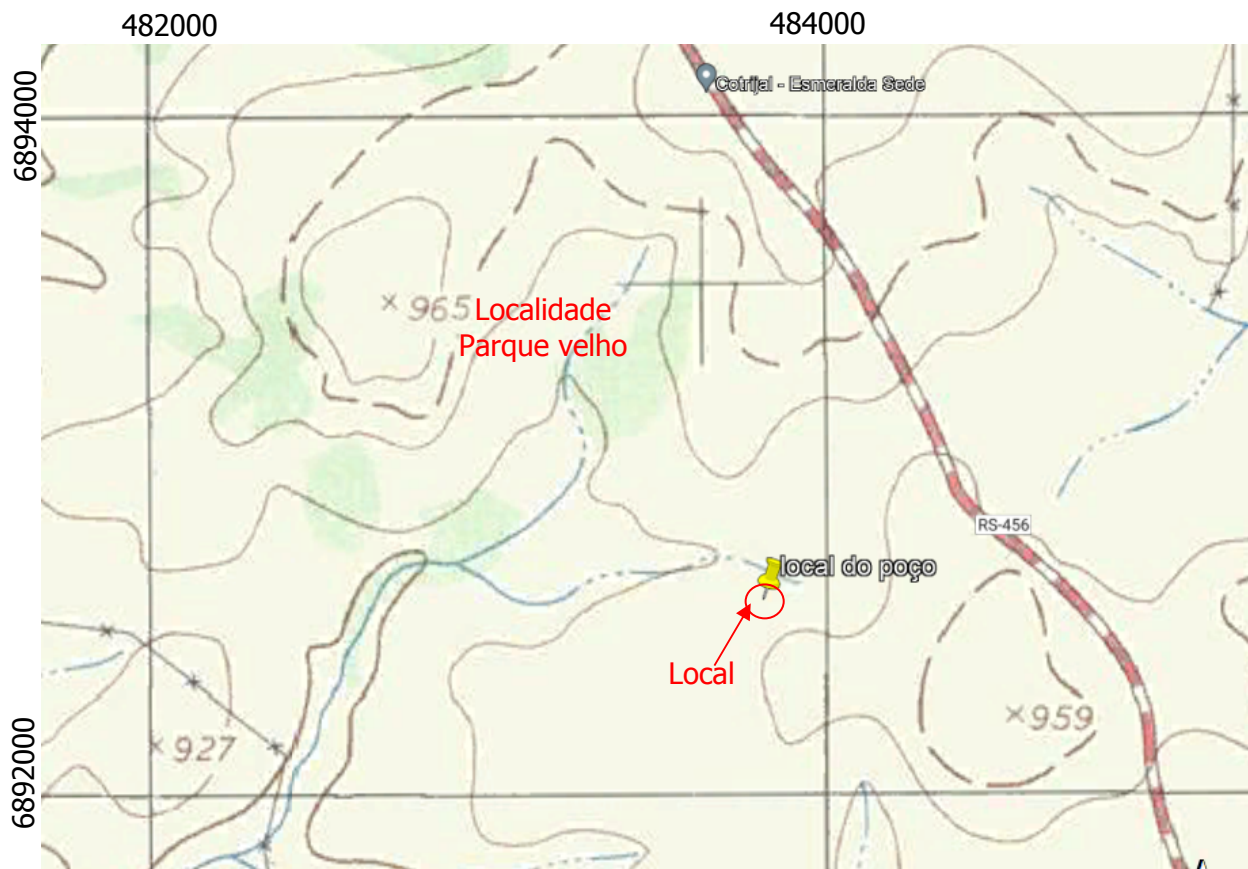 482000
484000
6894000
Cotrijal - Esmeralda Sede
965
Localidade
Parque velho
RS-456
local do poço
Local
959
927
6892000